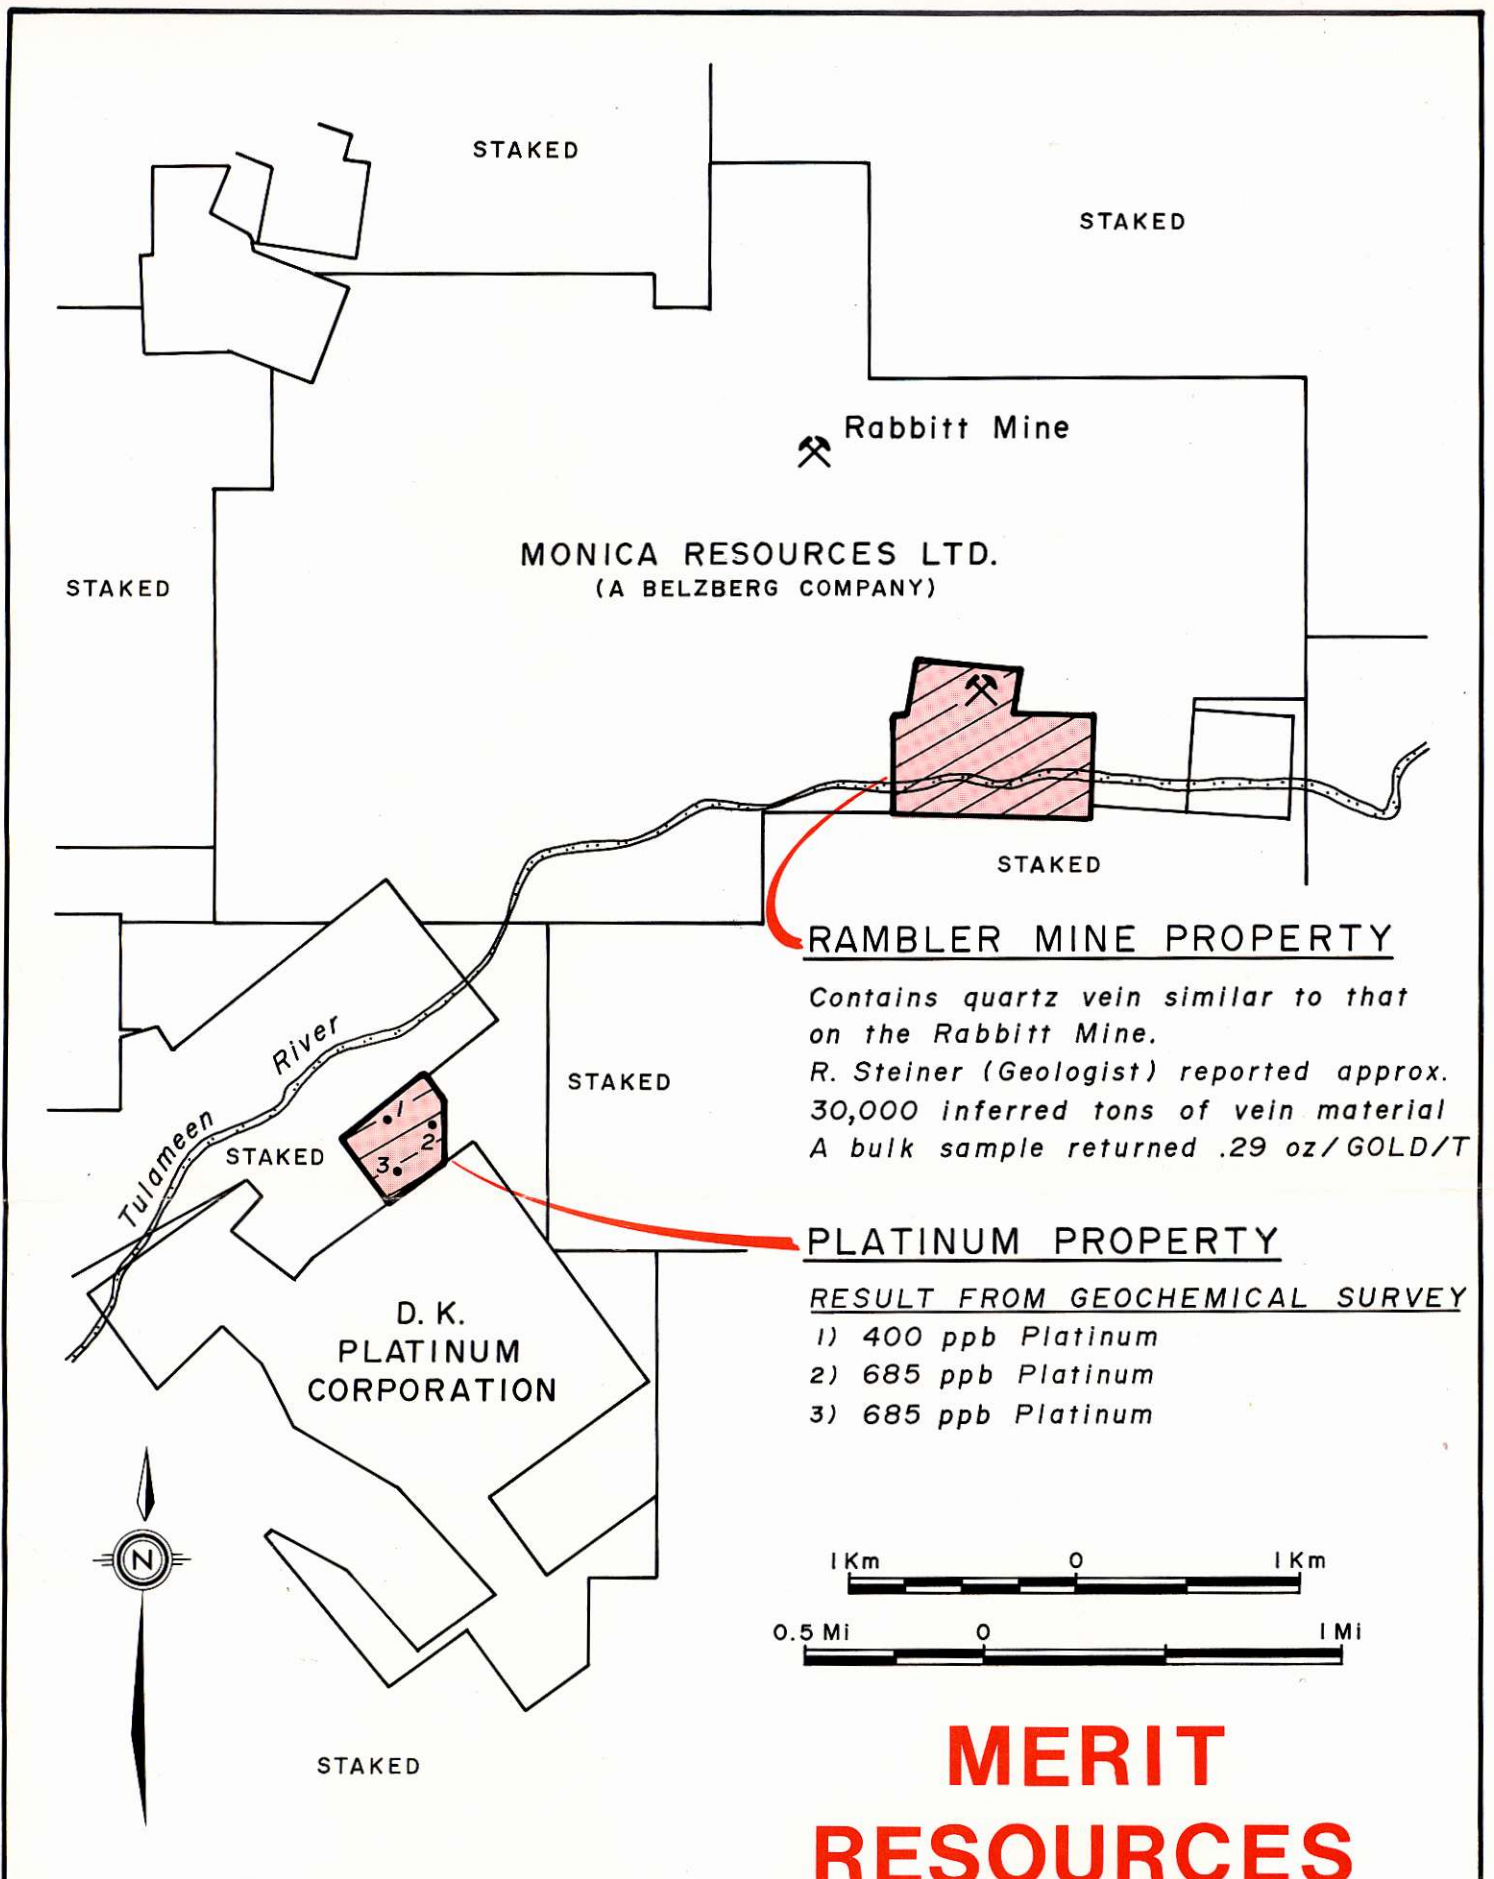 STAKED
STAKED
Rabbitt Mine
MONICA RESOURCES LTD.
(A BELZBERG COMPANY)
STAKED
STAKED
RAMBLER MINE PROPERTY
Contains quartz vein similar to that
on the Rabbitt Mine.
R. Steiner (Geologist) reported approx.
30,000 inferred tons of vein material
A bulk sample returned .29 oz/GOLD/T
Tulameen River
STAKED
STAKED
1
2
3
PLATINUM PROPERTY
RESULT FROM GEOCHEMICAL SURVEY
1) 400 ppb Platinum
2) 685 ppb Platinum
3) 685 ppb Platinum
D. K.
PLATINUM
CORPORATION
N
1 Km 0 1 Km
0.5 Mi 0 1 Mi
STAKED
MERIT
RESOURCES